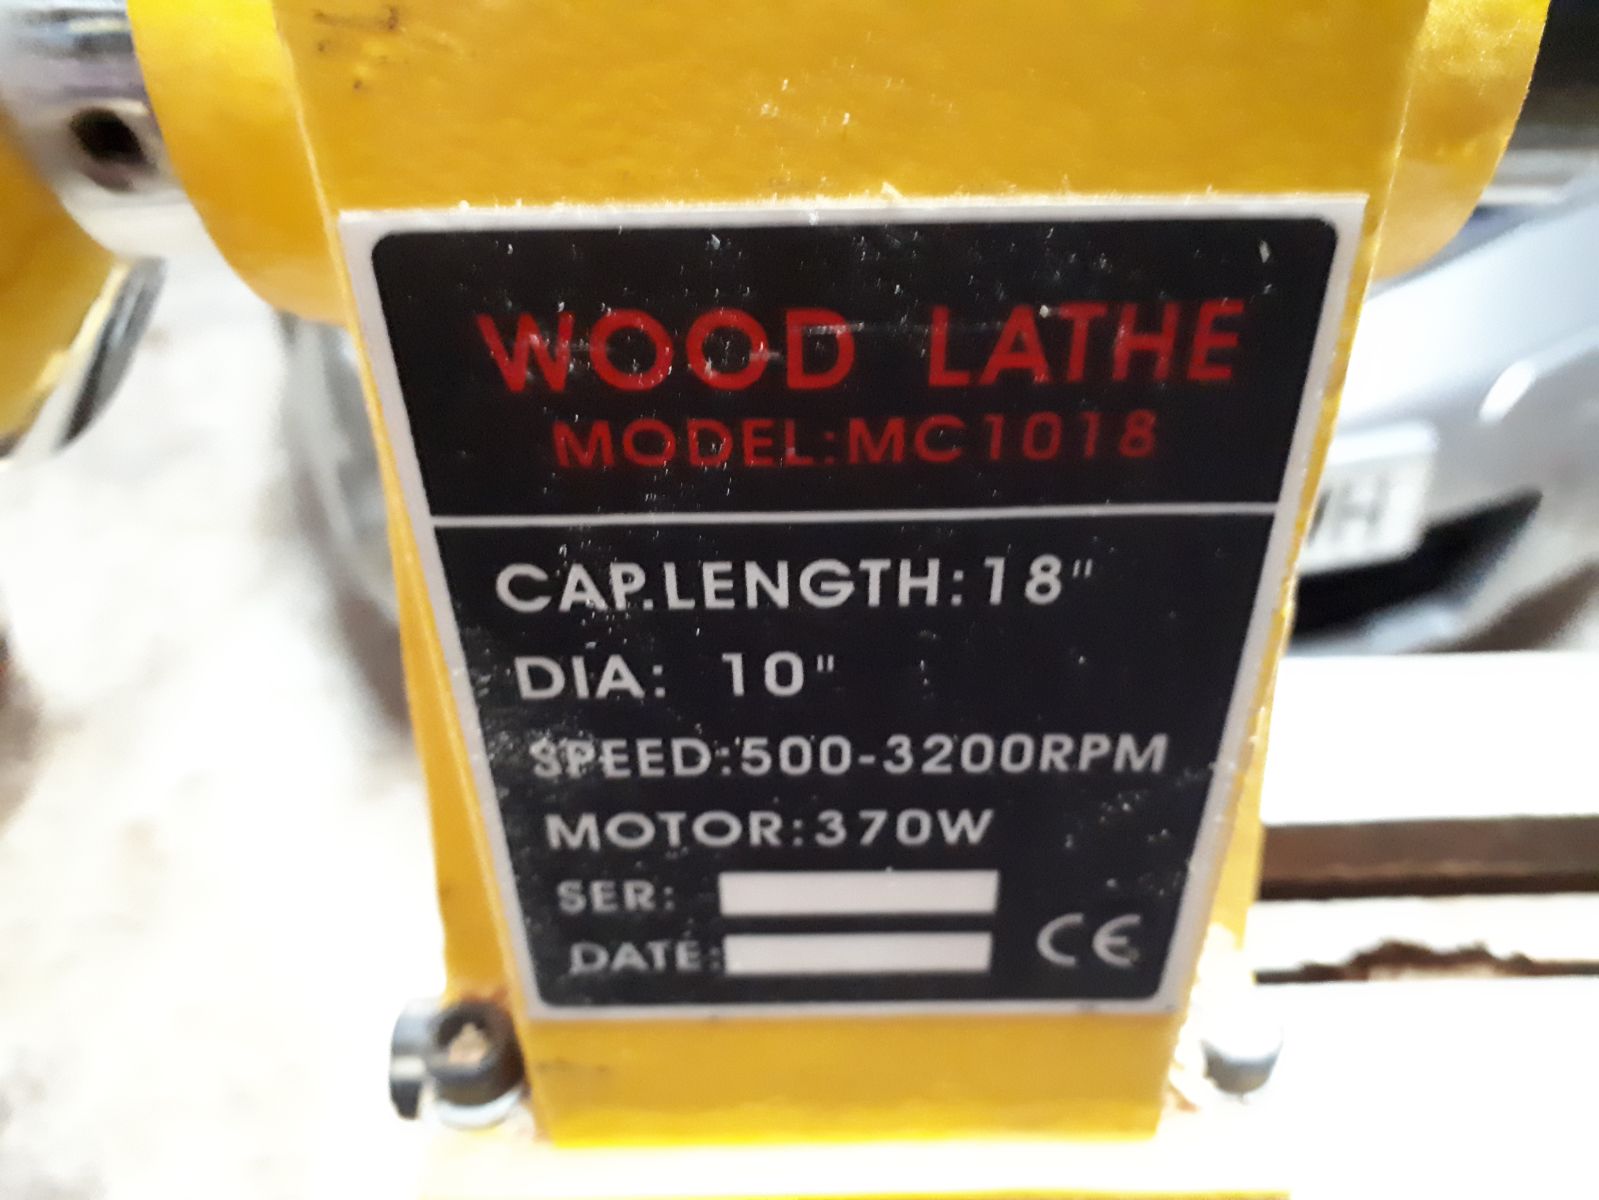 WOOD LATHE
MODEL:MC1018
CAP.LENGTH:18"
DIA: 10"
SPEED:500-3200RPM
MOTOR:370W
SER:
DATE:
CE